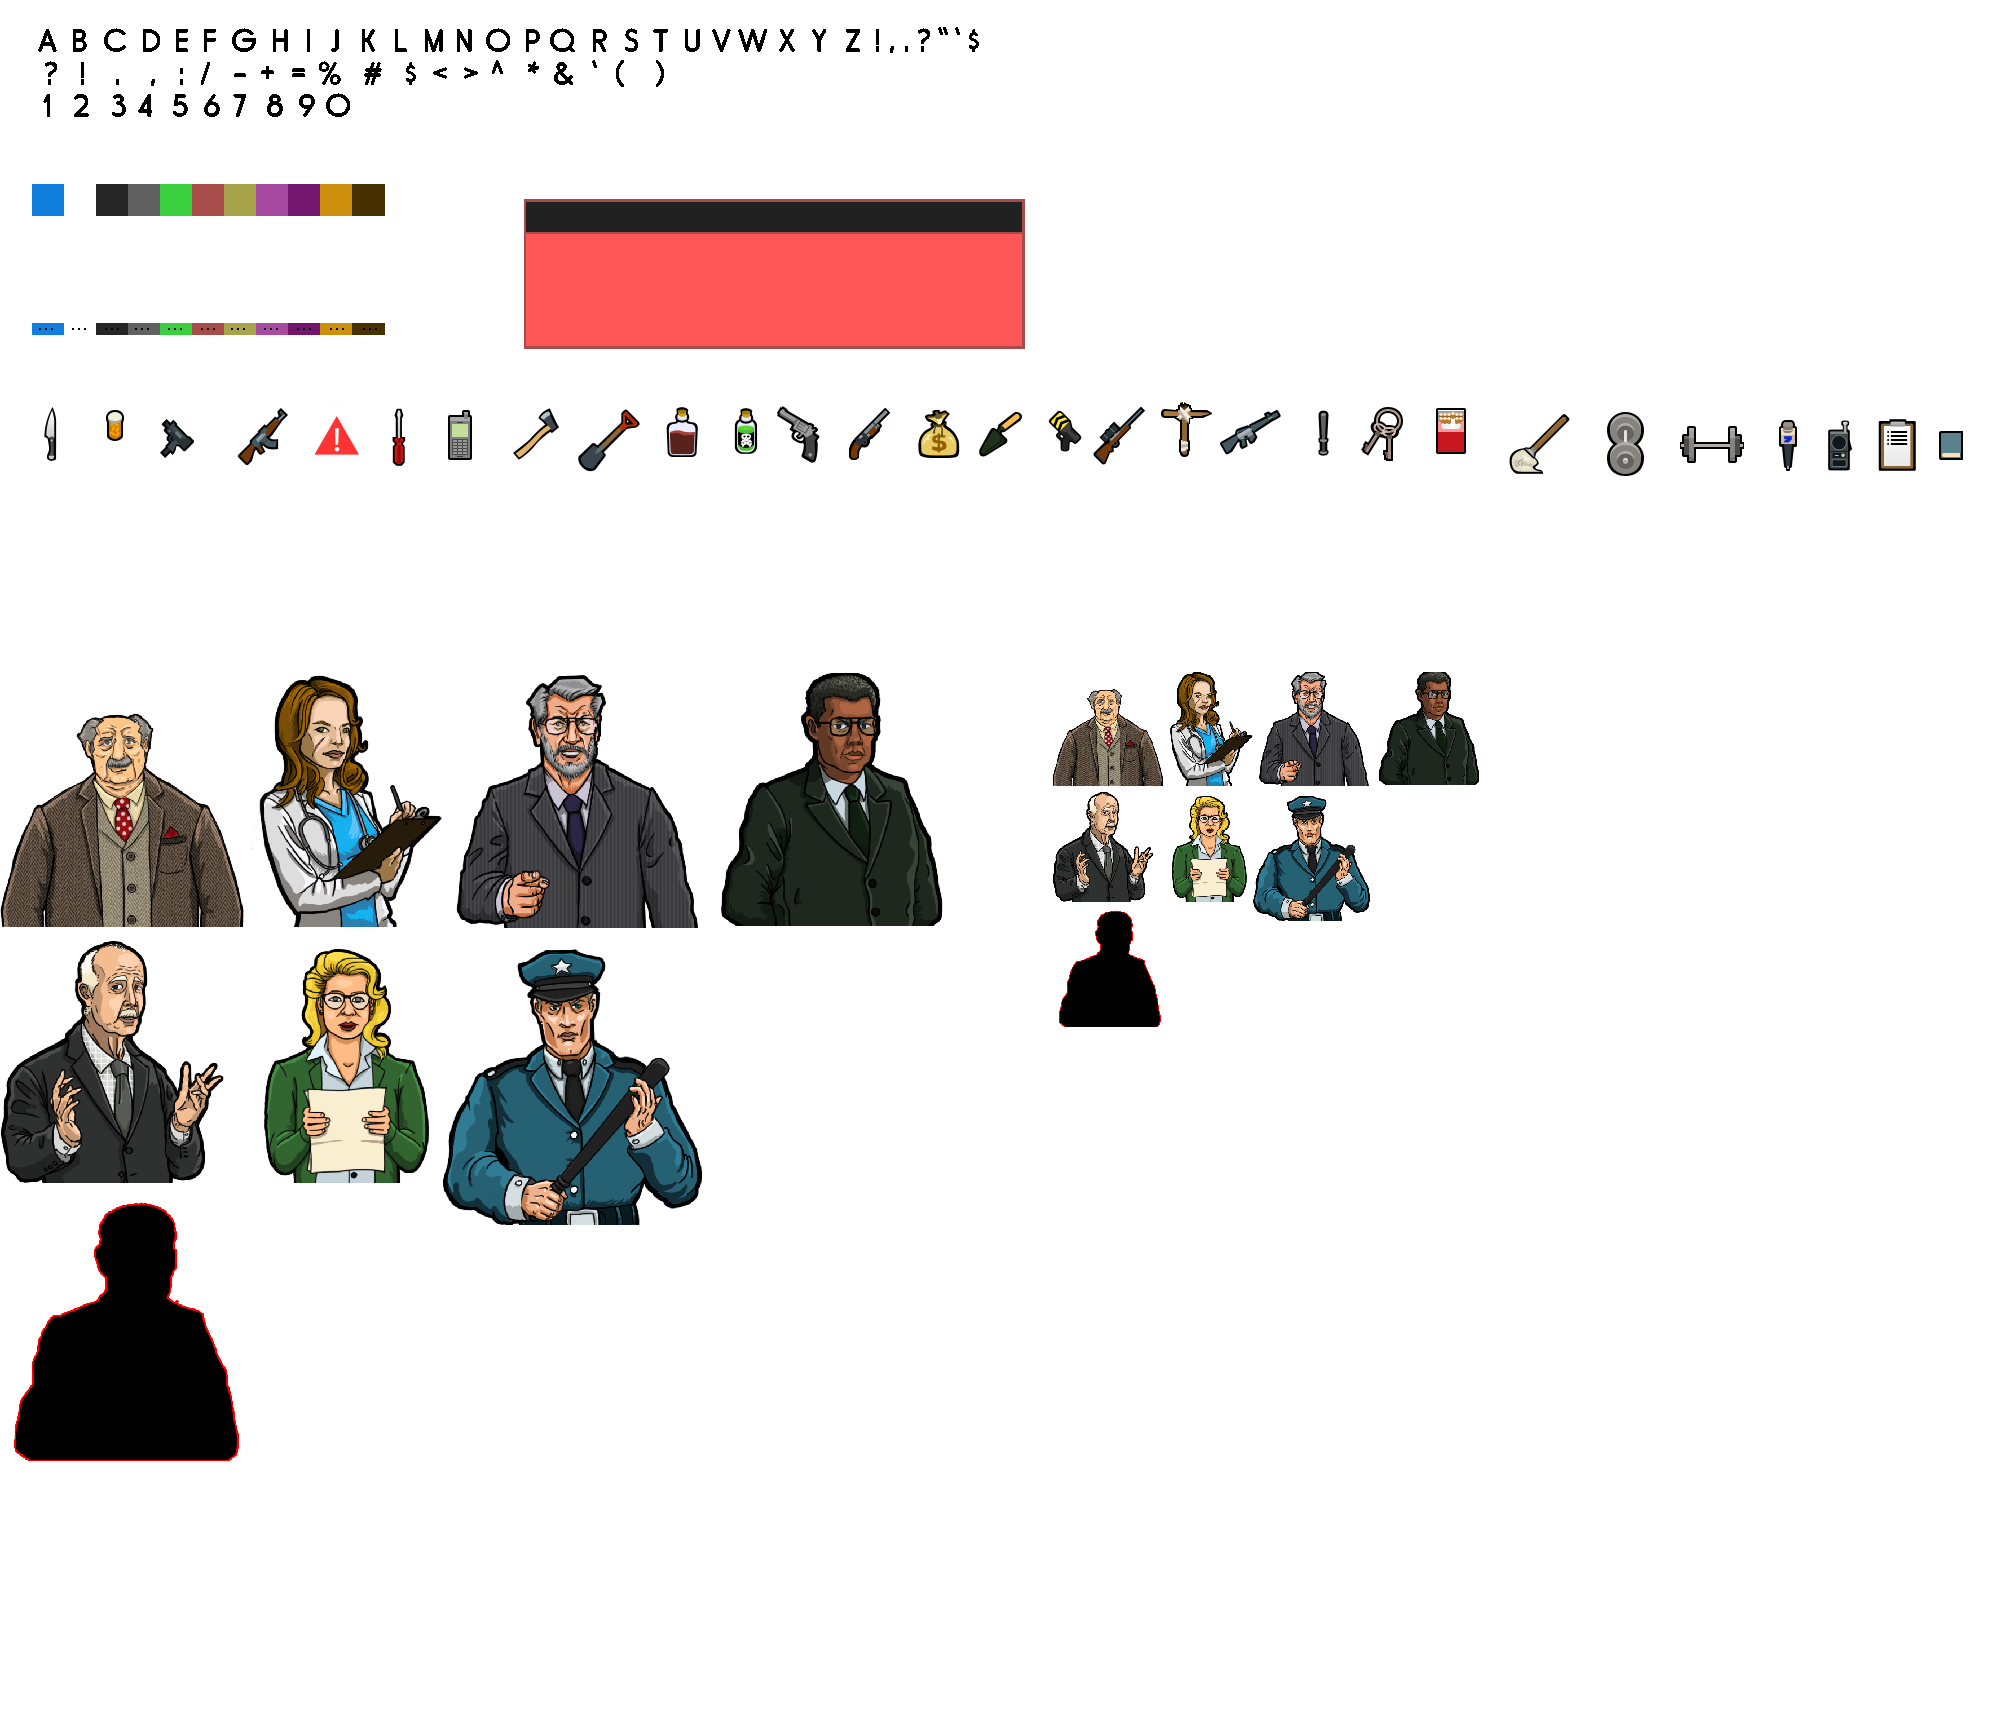 A B C D E F G H I J K L M N O P Q R S T U V W X Y Z ! , . ? " ' $
? ! . , : / - + = % # $ < > ^ * & ` ( )
1 2 3 4 5 6 7 8 9 0
... ... ... ... ... ... ... ... ... ... ...
! $